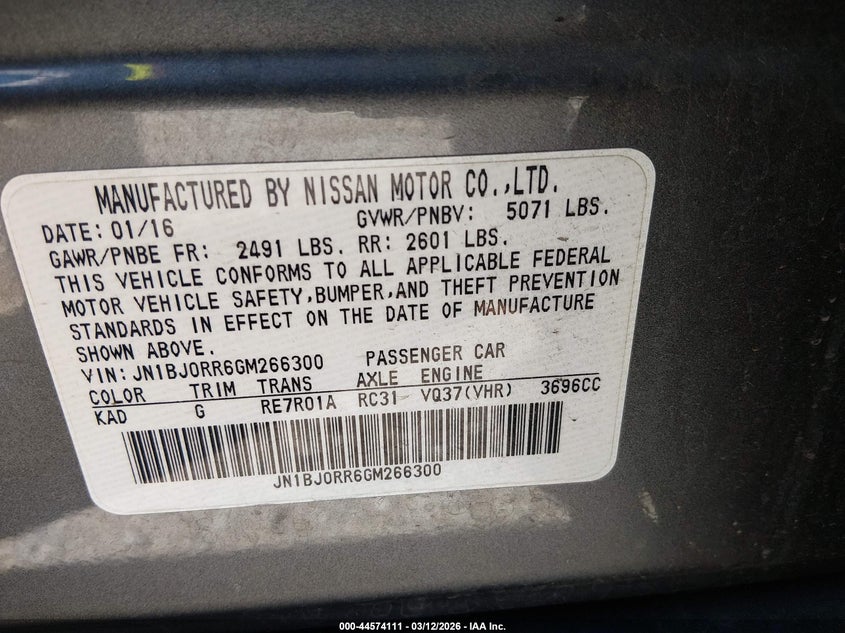 MANUFACTURED BY NISSAN MOTOR CO.,LTD.
DATE: 01/16 GVWR/PNBV: 5071 LBS.
GAWR/PNBE FR: 2491 LBS. RR: 2601 LBS.
THIS VEHICLE CONFORMS TO ALL APPLICABLE FEDERAL
MOTOR VEHICLE SAFETY,BUMPER,AND THEFT PREVENTION
STANDARDS IN EFFECT ON THE DATE OF MANUFACTURE
SHOWN ABOVE.
VIN:JN1BJ0RR6GM266300 PASSENGER CAR
COLOR TRIM TRANS AXLE ENGINE
KAD G RE7R01A RC31 VQ37(VHR) 3696CC
JN1BJ0RR6GM266300
000-44574111 - 03/12/2026 - IAA Inc.